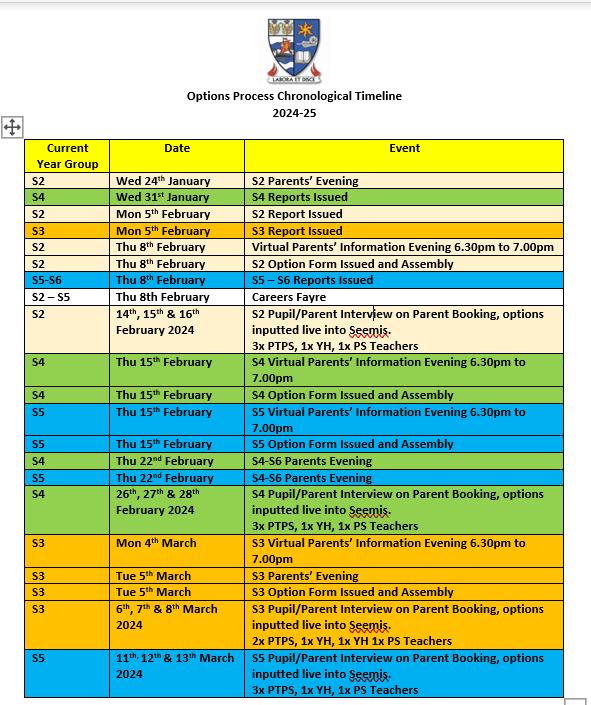 LABORA ET DISCE
Options Process Chronological Timeline
2024-25
Current Year Group Date Event
S2 Wed 24th January S2 Parents’ Evening
S4 Wed 31st January S4 Reports Issued
S2 Mon 5th February S2 Report Issued
S3 Mon 5th February S3 Report Issued
S2 Thu 8th February Virtual Parents’ Information Evening 6.30pm to 7.00pm
S2 Thu 8th February S2 Option Form Issued and Assembly
S5-S6 Thu 8th February S5 – S6 Reports Issued
S2 – S5 Thu 8th February Careers Fayre
S2 14th, 15th & 16th S2 Pupil/Parent Interview on Parent Booking, options
February 2024 inputted live into Seemis.
3x PTPS, 1x YH, 1x PS Teachers
S4 Thu 15th February S4 Virtual Parents’ Information Evening 6.30pm to
7.00pm
S4 Thu 15th February S4 Option Form Issued and Assembly
S5 Thu 15th February S5 Virtual Parents’ Information Evening 6.30pm to
7.00pm
S5 Thu 15th February S5 Option Form Issued and Assembly
S4 Thu 22nd February S4-S6 Parents Evening
S5 Thu 22nd February S4-S6 Parents Evening
S4 26th, 27th & 28th S4 Pupil/Parent Interview on Parent Booking, options
February 2024 inputted live into Seemis.
3x PTPS, 1x YH, 1x PS Teachers
S3 Mon 4th March S3 Virtual Parents’ Information Evening 6.30pm to
7.00pm
S3 Tue 5th March S3 Parents’ Evening
S3 Tue 5th March S3 Option Form Issued and Assembly
S3 6th, 7th & 8th March S3 Pupil/Parent Interview on Parent Booking, options
2024 inputted live into Seemis.
2x PTPS, 1x YH, 1x YH 1x PS Teachers
S5 11th, 12th & 13th March S5 Pupil/Parent Interview on Parent Booking, options
2024 inputted live into Seemis.
3x PTPS, 1x YH, 1x PS Teachers